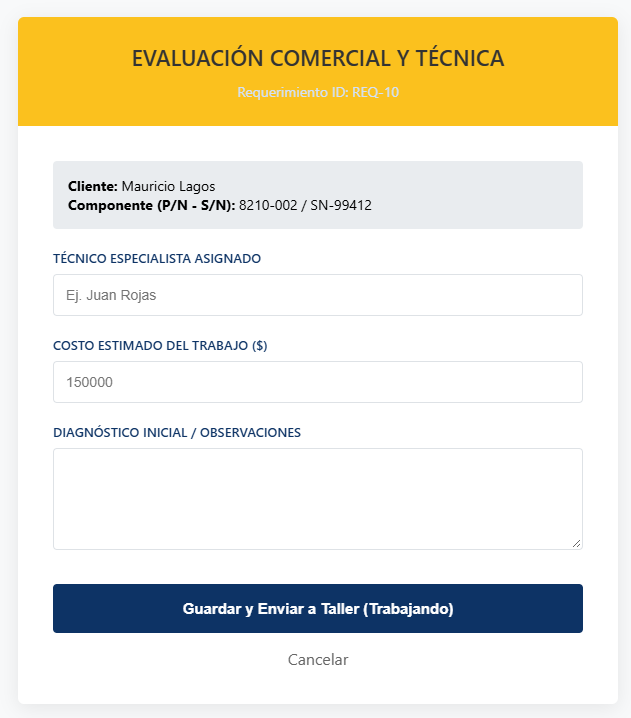 EVALUACIÓN COMERCIAL Y TÉCNICA
Requerimiento ID: REQ-10
Cliente: Mauricio Lagos
Componente (P/N - S/N): 8210-002 / SN-99412
TÉCNICO ESPECIALISTA ASIGNADO
Ej. Juan Rojas
COSTO ESTIMADO DEL TRABAJO ($)
150000
DIAGNÓSTICO INICIAL / OBSERVACIONES
Guardar y Enviar a Taller (Trabajando)
Cancelar